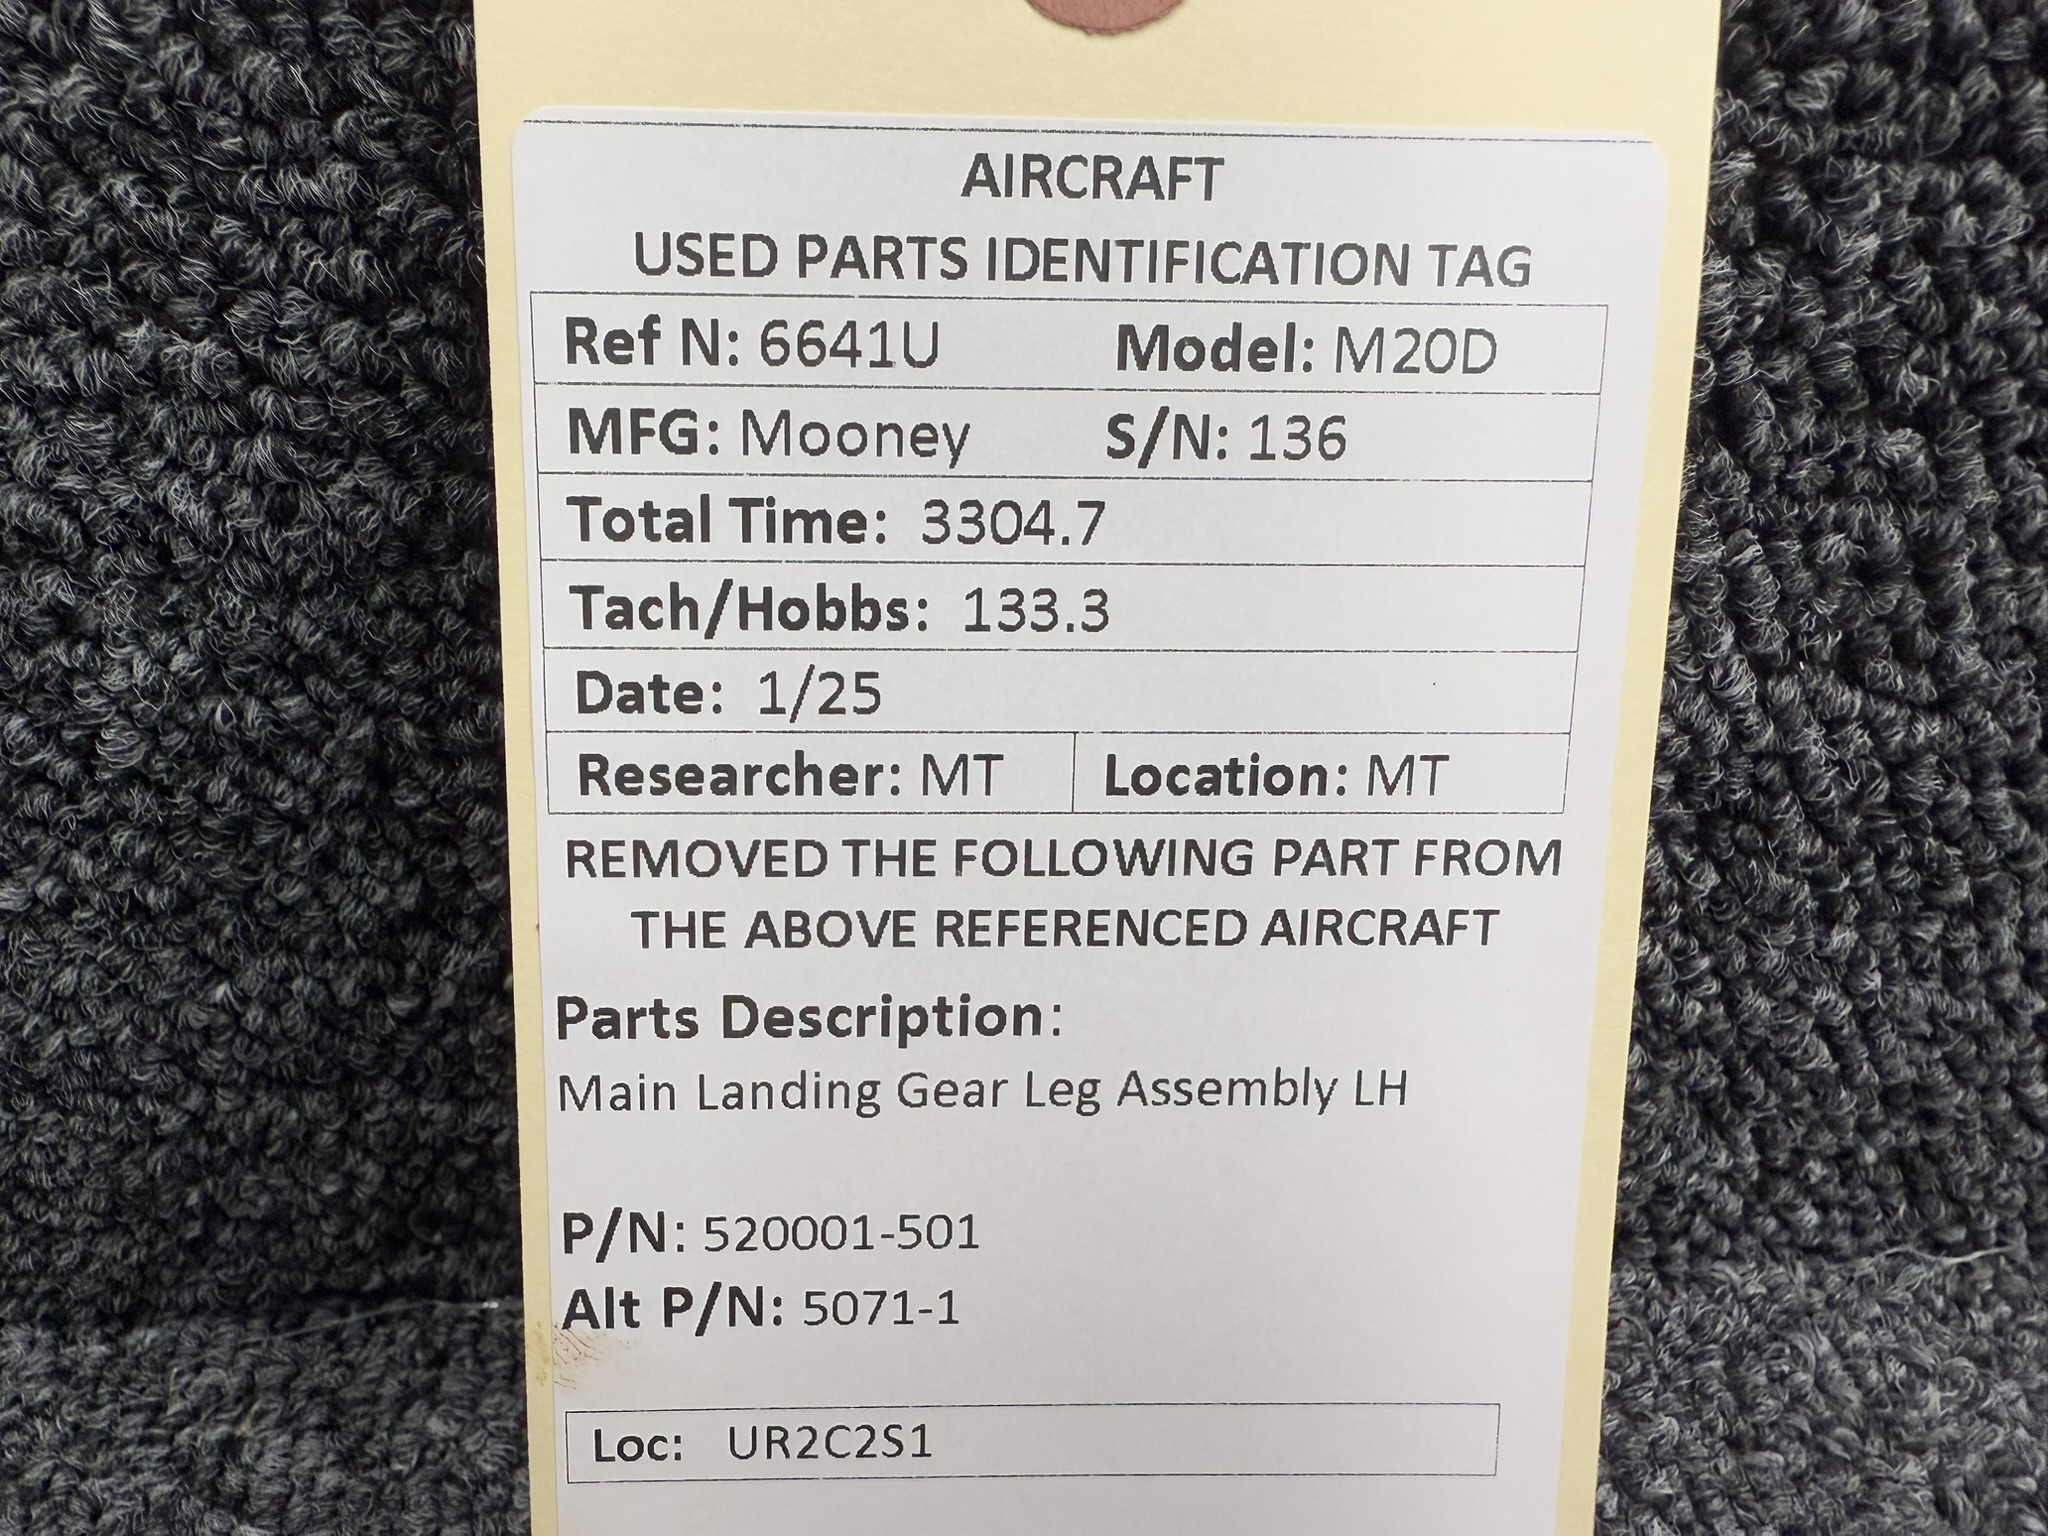 AIRCRAFT
USED PARTS IDENTIFICATION TAG
Ref N: 6641U Model: M20D
MFG: Mooney S/N: 136
Total Time: 3304.7
Tach/Hobbs: 133.3
Date: 1/25
Researcher: MT Location: MT
REMOVED THE FOLLOWING PART FROM
THE ABOVE REFERENCED AIRCRAFT
Parts Description:
Main Landing Gear Leg Assembly LH
P/N: 520001-501
Alt P/N: 5071-1
Loc: UR2C2S1